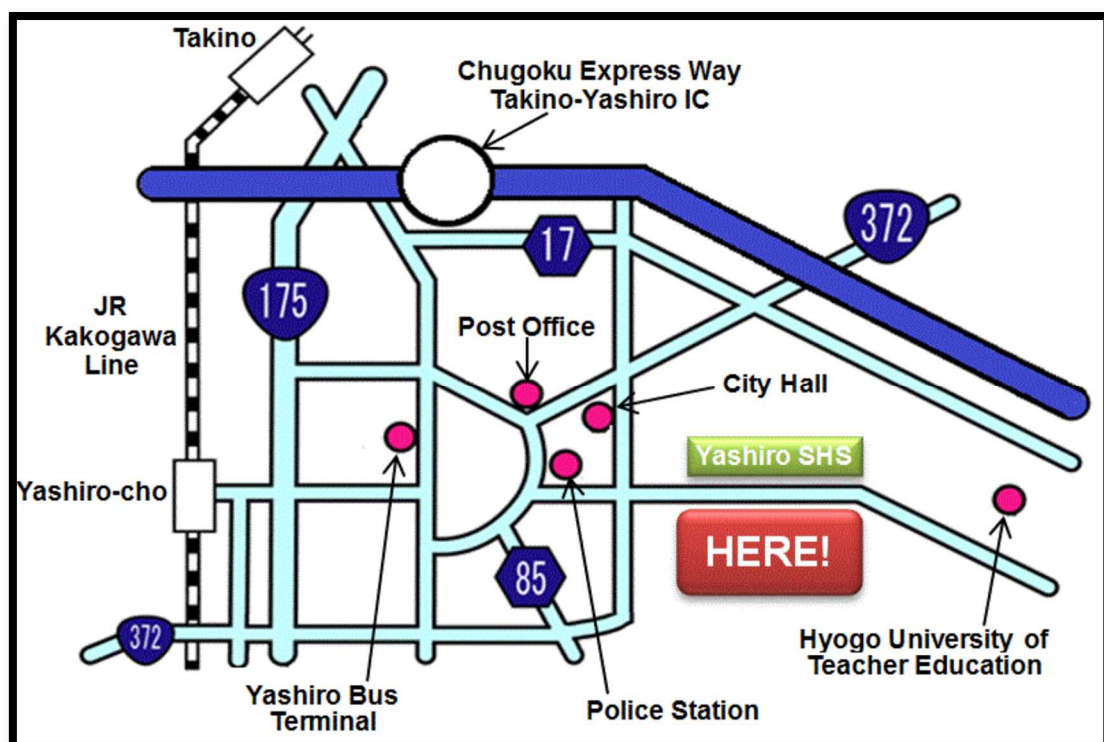 Takino
Chugoku Express Way
Takino-Yashiro IC
372
17
175
JR
Kakogawa
Line
Post Office
City Hall
Yashiro SHS
Yashiro-cho
HERE!
85
372
Hyogo University of
Teacher Education
Yashiro Bus
Terminal
Police Station